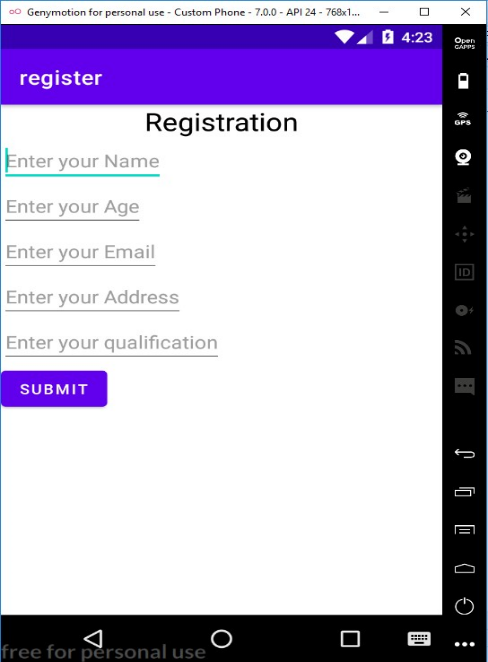 Genymotion for personal use - Custom Phone - 7.0.0 - API 24 - 768x1...
Open
GAPPS
4:23
register
GPS
Registration
Enter your Name
Enter your Age
Enter your Email
ID
Enter your Address
Enter your qualification
SUBMIT
free for personal use